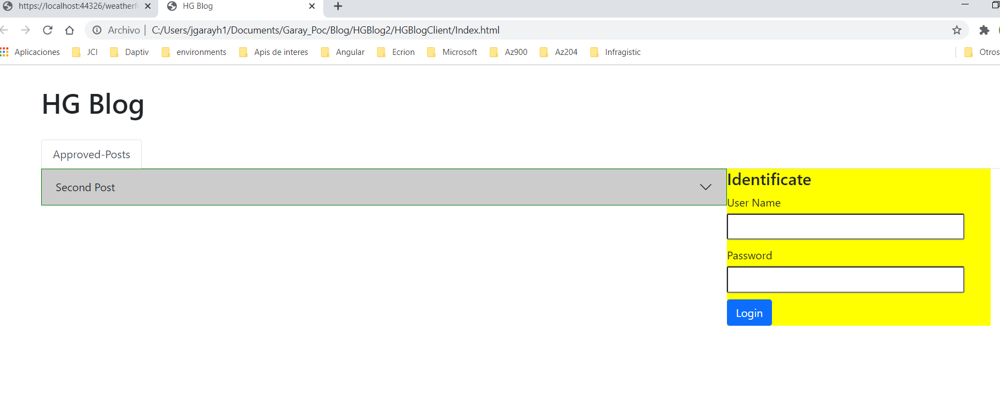 https://localhost:44326/weatherf
HG Blog
Archivo
C:/Users/jgarayh1/Documents/Garay_Poc/Blog/HGBlog2/HGBlogClient/Index.html
Aplicaciones JCI Daptiv environments Apis de interes Angular Ecrion Microsoft Az900 Az204 Infragistic Otros
HG Blog
Approved-Posts
Second Post
Identificate
User Name
Password
Login